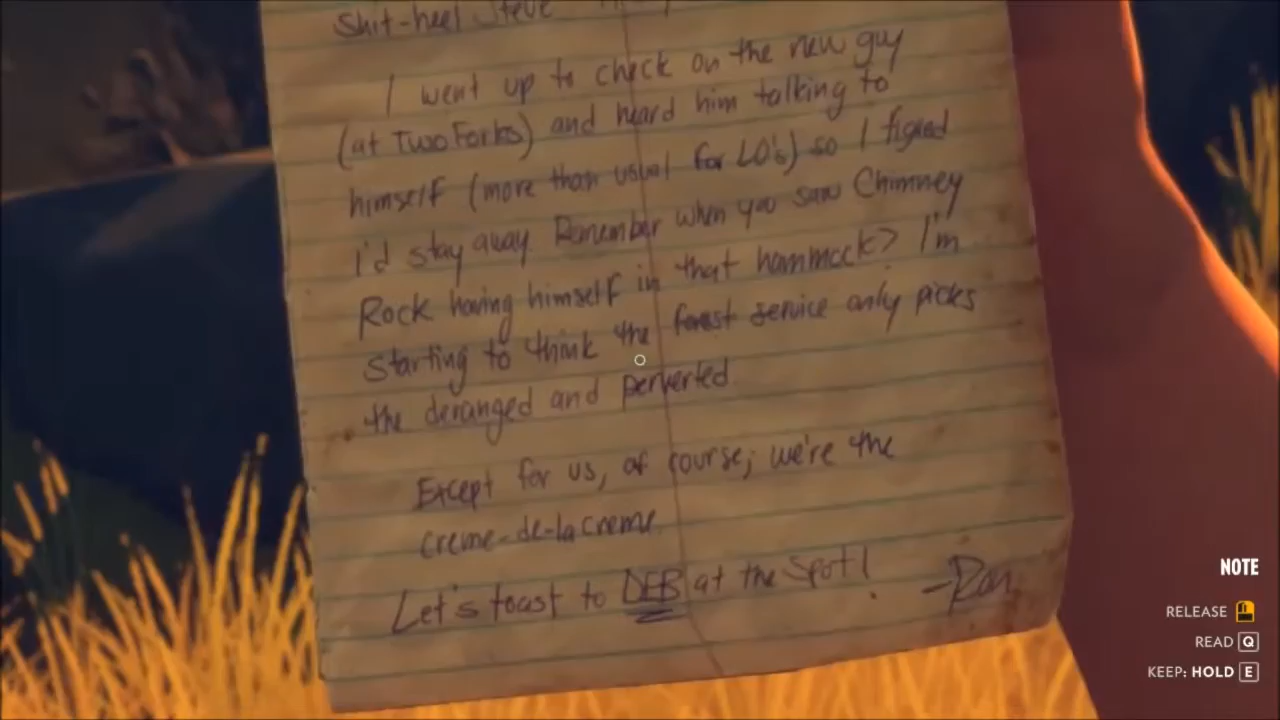 Shit-heel Steve
I went up to check on the new guy
(at Two Forks) and heard him talking to
himself (more than usual for LO's) so I figred
I'd stay away. Remember when you saw Chimney
Rock having himself in that hammock? I'm
starting to think the forest service only picks
the deranged and perverted.
Except for us, of course; we're the
creme-de-la creme.
Let's toast to DEB at the Spot!
-Ron
NOTE
RELEASE
READ Q
KEEP: HOLD E